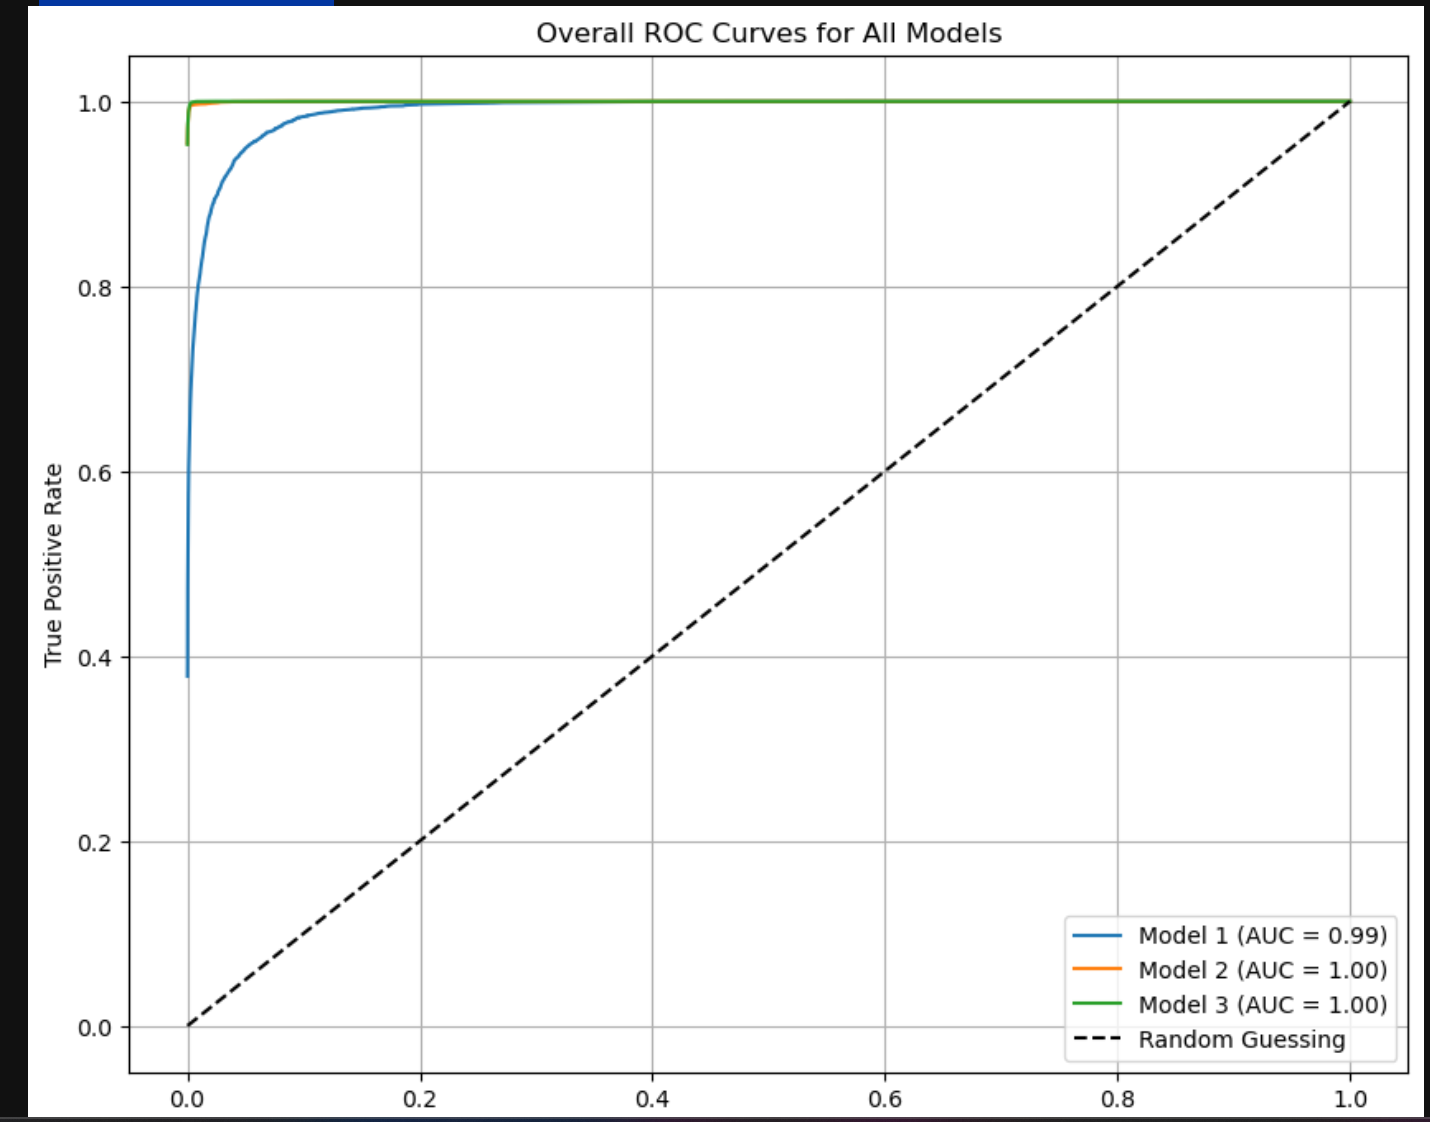 Overall ROC Curves for All Models
1.0
0.8
0.6
0.4
0.2
0.0
True Positive Rate
Model 1 (AUC = 0.99)
Model 2 (AUC = 1.00)
Model 3 (AUC = 1.00)
Random Guessing
0.0 0.2 0.4 0.6 0.8 1.0